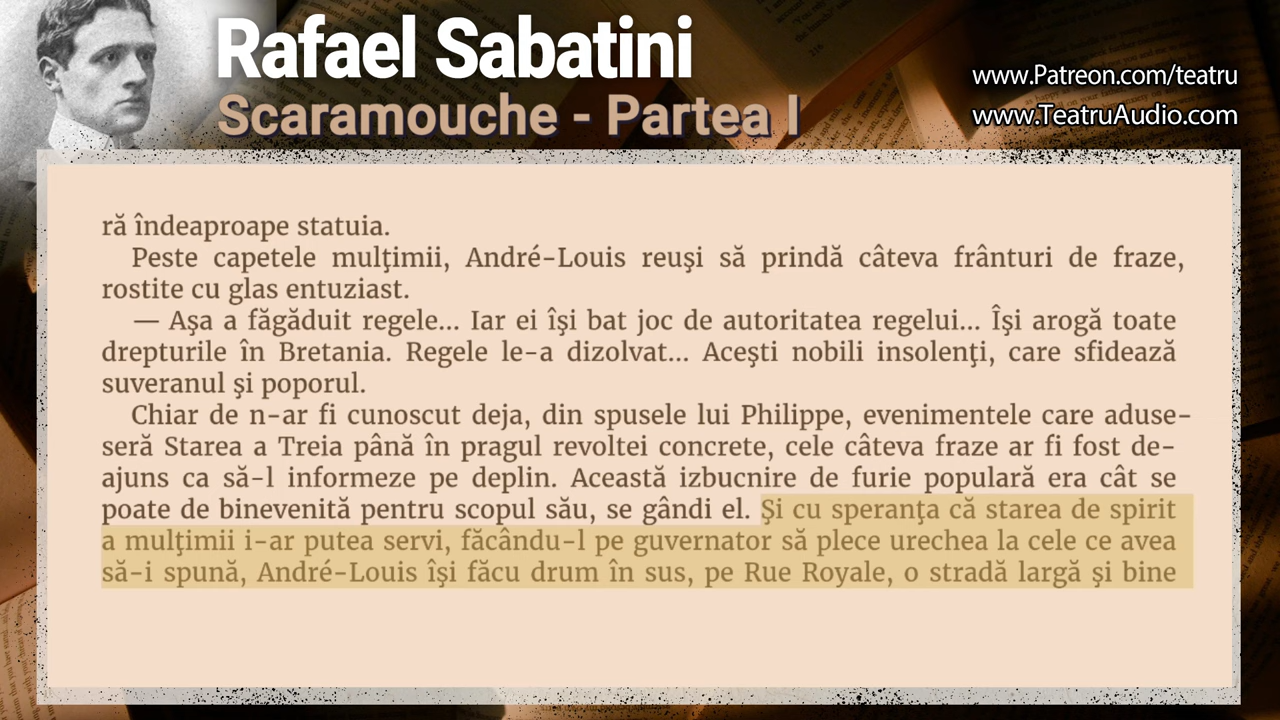 Rafael Sabatini
Scaramouche - Partea I
www.Patreon.com/teatru
www.TeatruAudio.com
ră îndeaproape statuia.
Peste capetele mulţimii, André-Louis reuşi să prindă câteva frânturi de fraze,
rostite cu glas entuziast.
— Aşa a făgăduit regele... Iar ei îşi bat joc de autoritatea regelui... Îşi arogă toate
drepturile în Bretania. Regele le-a dizolvat... Aceşti nobili insolenţi, care sfidează
suveranul şi poporul.
Chiar de n-ar fi cunoscut deja, din spusele lui Philippe, evenimentele care aduse-
seră Starea a Treia până în pragul revoltei concrete, cele câteva fraze ar fi fost de-
ajuns ca să-l informeze pe deplin. Această izbucnire de furie populară era cât se
poate de binevenită pentru scopul său, se gândi el. Şi cu speranţa că starea de spirit
a mulţimii i-ar putea servi, făcându-l pe guvernator să plece urechea la cele ce avea
să-i spună, André-Louis îşi făcu drum în sus, pe Rue Royale, o stradă largă şi bine